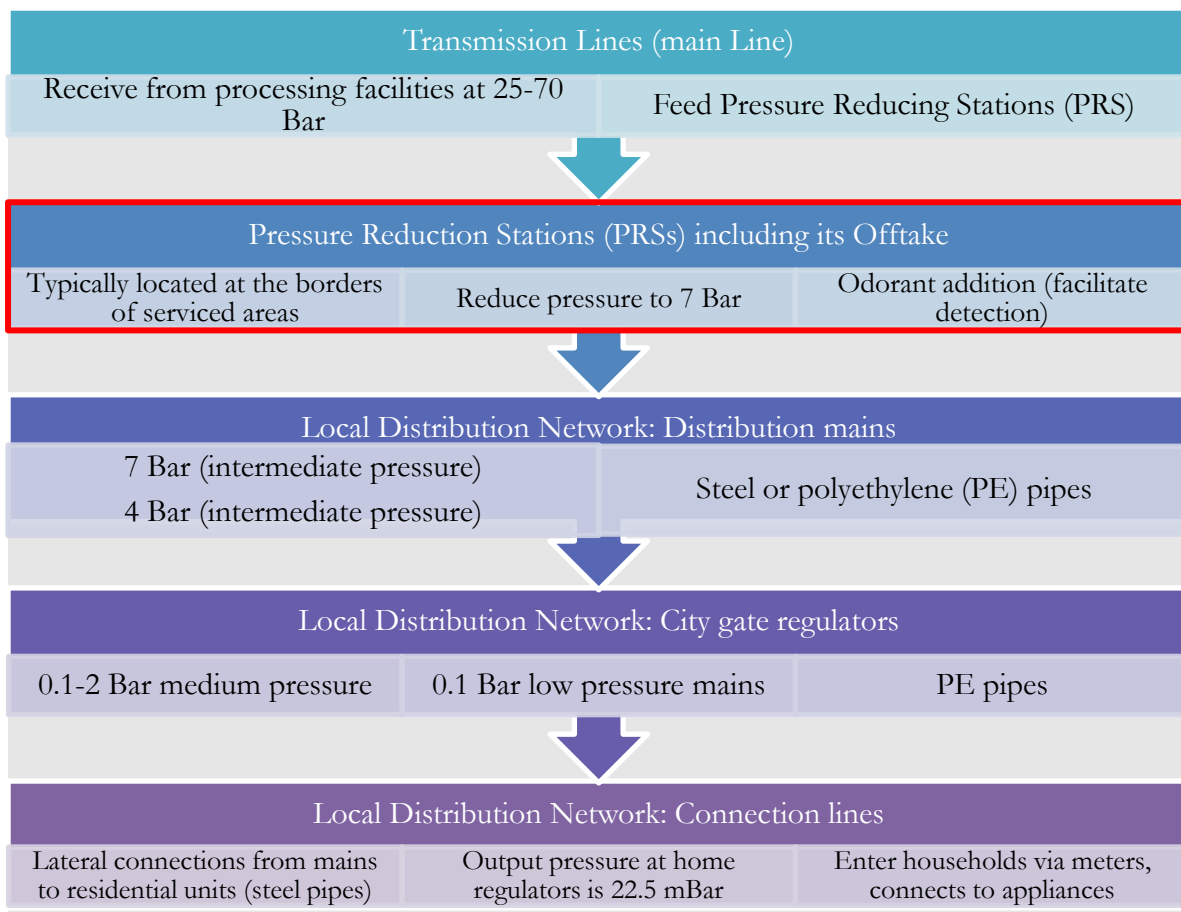 Transmission Lines (main Line)
Receive from processing facilities at 25-70
Bar
Feed Pressure Reducing Stations (PRS)
Pressure Reduction Stations (PRSs) including its Offtake
Typically located at the borders
of serviced areas
Reduce pressure to 7 Bar
Odorant addition (facilitate
detection)
Local Distribution Network: Distribution mains
7 Bar (intermediate pressure)
4 Bar (intermediate pressure)
Steel or polyethylene (PE) pipes
Local Distribution Network: City gate regulators
0.1-2 Bar medium pressure
0.1 Bar low pressure mains
PE pipes
Local Distribution Network: Connection lines
Lateral connections from mains
to residential units (steel pipes)
Output pressure at home
regulators is 22.5 mBar
Enter households via meters,
connects to appliances